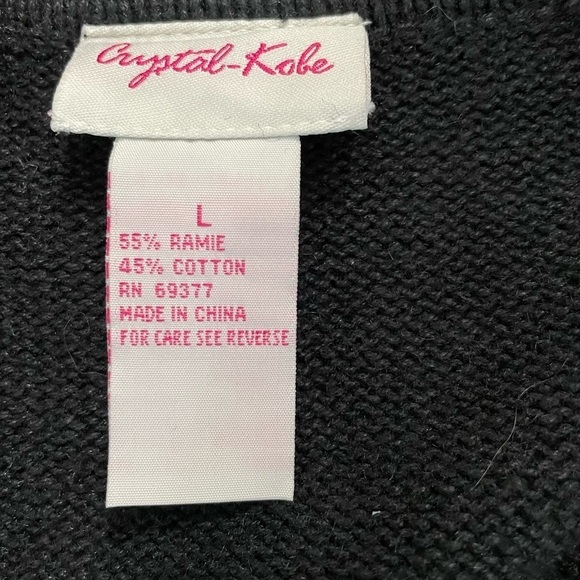 Crystal-Kobe
L
55% RAMIE
45% COTTON
RN 69377
MADE IN CHINA
FOR CARE SEE REVERSE